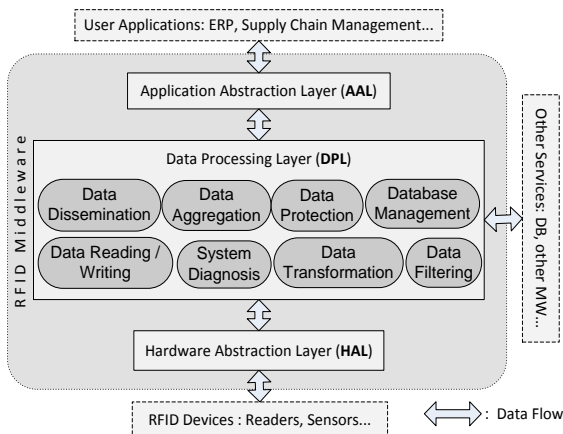 User Applications: ERP, Supply Chain Management...
Application Abstraction Layer (AAL)
RFID Middleware
Data Processing Layer (DPL)
Data
Dissemination
Data
Aggregation
Data
Protection
Database
Management
Data Reading /
Writing
System
Diagnosis
Data
Transformation
Data
Filtering
Other Services: DB, other MW...
Hardware Abstraction Layer (HAL)
RFID Devices : Readers, Sensors...
: Data Flow